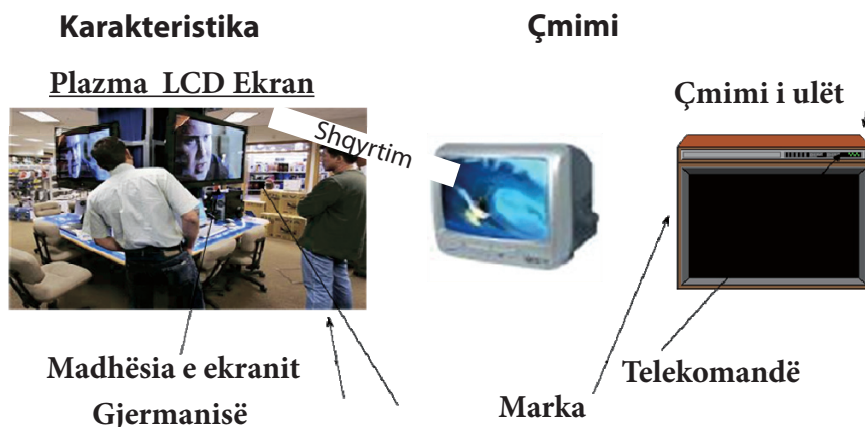 Karakteristika
Çmimi
Plazma LCD Ekran
Çmimi i ulët
Shqyrtim
Madhësia e ekranit
Telekomandë
Gjermanisë
Marka